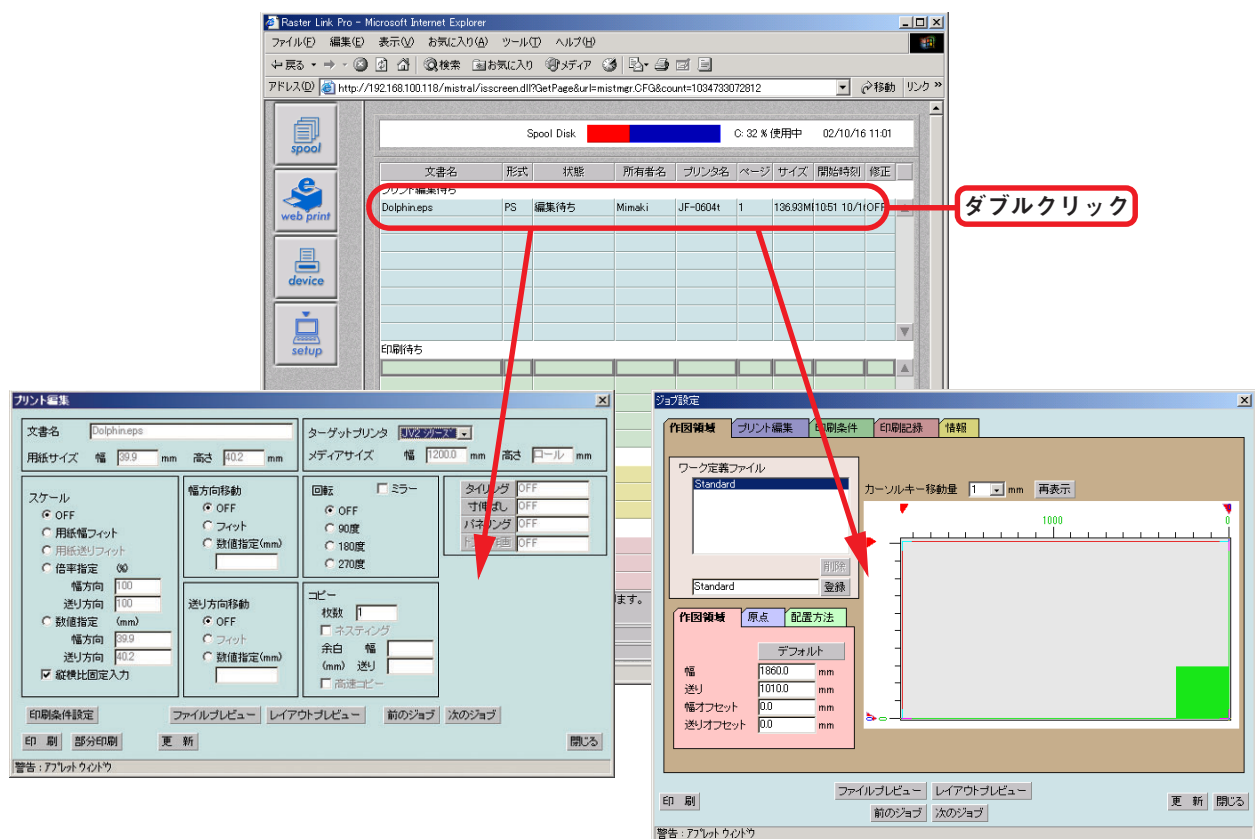 Raster Link Pro - Microsoft Internet Explorer
ファイル(F) 編集(E) 表示(V) お気に入り(A) ツール(T) ヘルプ(H)
戻る 検索 お気に入り メディア
アドレス(D) http://192.168.100.118/mistral/isscreen.dll?GetPage&url=mistmgr.CFG&count=1034733072812 移動 リンク »
spool
web print
device
setup
Spool Disk C: 32 % 使用中 02/10/16 11:01
文書名 形式 状態 所有者名 プリンタ名 ページ サイズ 開始時刻 修正
プリント編集待ち
Dolphin.eps PS 編集待ち Mimaki JF-0604t 1 136.93M 10:51 10/1 OFF
ダブルクリック
印刷待ち
ます。
プリント編集
文書名 Dolphin.eps
用紙サイズ 幅 39.9 mm 高さ 40.2 mm
ターゲットプリンタ JV2 シリーズ
メディアサイズ 幅 1200.0 mm 高さ ロール mm
スケール
OFF
用紙幅フィット
用紙送りフィット
倍率指定 (%)
幅方向 100
送り方向 100
数値指定 (mm)
幅方向 39.9
送り方向 40.2
縦横比固定入力
幅方向移動
OFF
フィット
数値指定(mm)
送り方向移動
OFF
フィット
数値指定(mm)
回転 ミラー
OFF
90度
180度
270度
コピー
枚数 1
ネスティング
余白 幅
(mm) 送り
高速コピー
タイリング OFF
寸伸ばし OFF
パネリング OFF
OFF
印刷条件設定 ファイルプレビュー レイアウトプレビュー 前のジョブ 次のジョブ
印 刷 部分印刷 更 新 閉じる
警告 : アプレット ウィンドウ
ジョブ設定
作図領域 プリント編集 印刷条件 印刷記録 情報
ワーク定義ファイル
Standard
削除
Standard 登録
カーソルキー移動量 1 mm 再表示
1000 0
0 0
作図領域 原点 配置方法
デフォルト
幅 1860.0 mm
送り 1010.0 mm
幅オフセット 0.0 mm
送りオフセット 0.0 mm
印 刷 ファイルプレビュー レイアウトプレビュー 更 新 閉じる
前のジョブ 次のジョブ
警告 : アプレット ウィンドウ